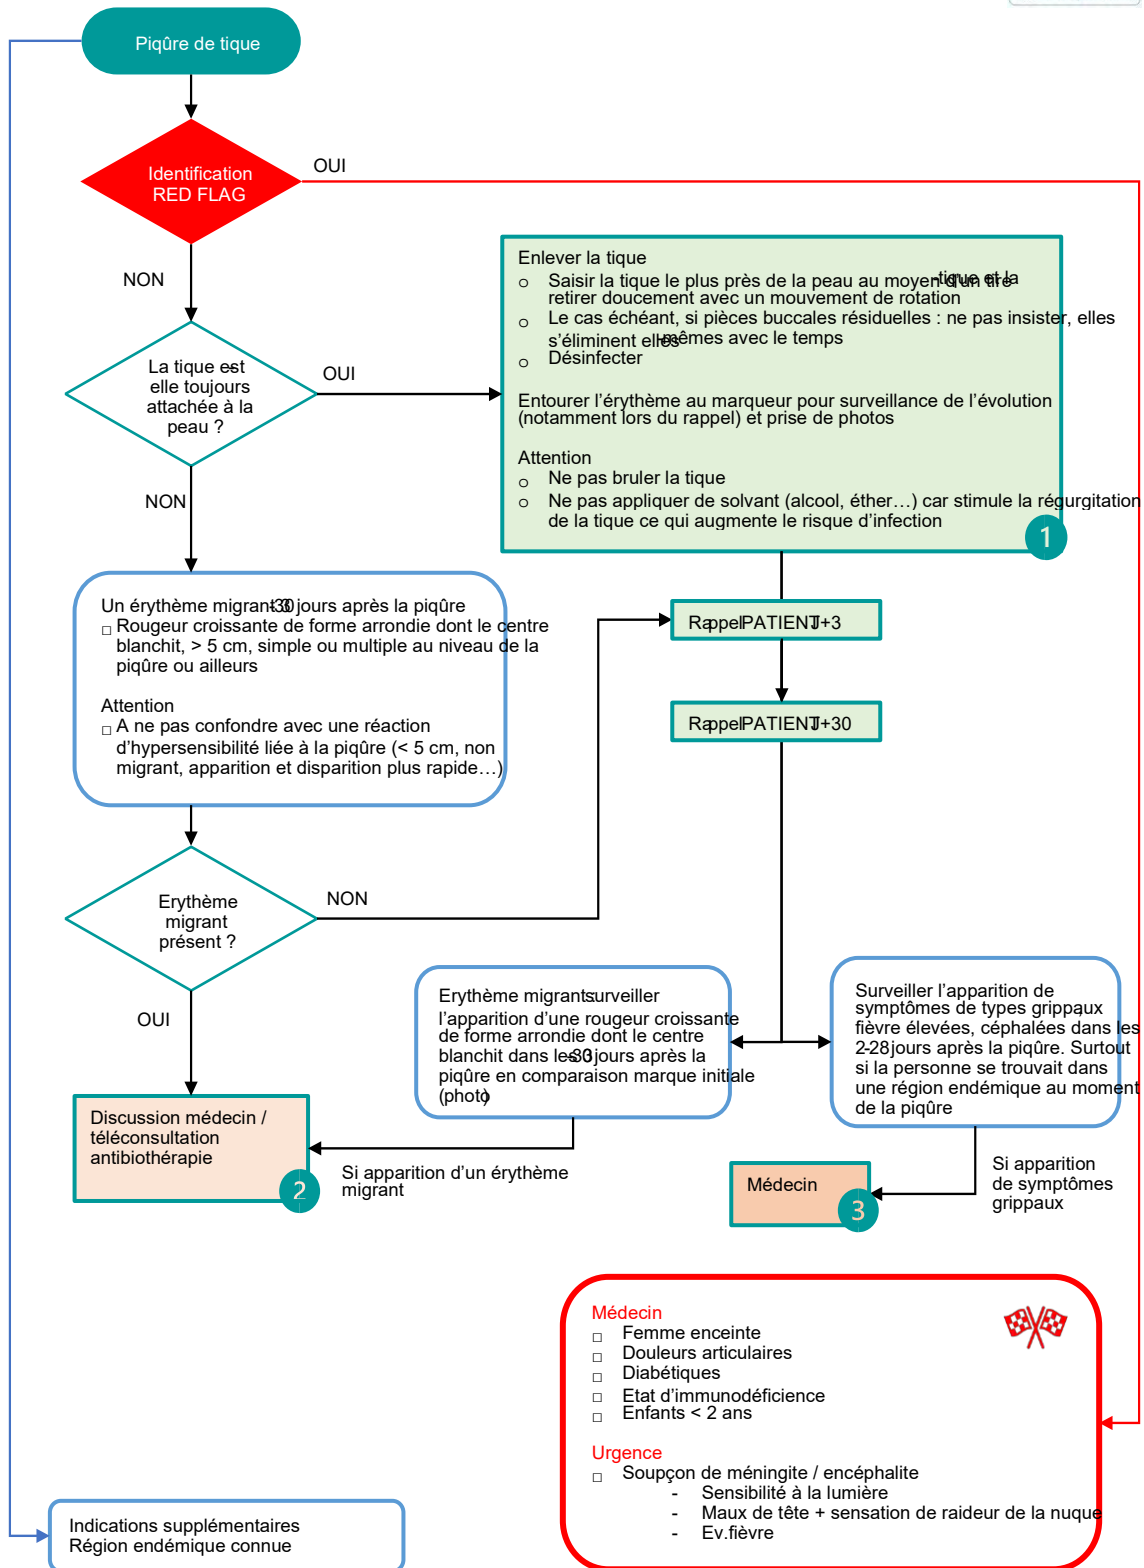 Piqûre de tique
Identification
RED FLAG
OUI
NON
La tique est-
elle toujours
attachée à la
peau ?
OUI
NON
Enlever la tique
o Saisir la tique le plus près de la peau au moyen d'un tire-tique et la
retirer doucement avec un mouvement de rotation
o Le cas échéant, si pièces buccales résiduelles : ne pas insister, elles
s'éliminent elles-mêmes avec le temps
o Désinfecter
Entourer l'érythème au marqueur pour surveillance de l'évolution
(notamment lors du rappel) et prise de photos
Attention
o Ne pas bruler la tique
o Ne pas appliquer de solvant (alcool, éther…) car stimule la régurgitation
de la tique ce qui augmente le risque d'infection
1
Un érythème migrant 3-30 jours après la piqûre
□ Rougeur croissante de forme arrondie dont le centre
blanchit, > 5 cm, simple ou multiple au niveau de la
piqûre ou ailleurs
Attention
□ A ne pas confondre avec une réaction
d'hypersensibilité liée à la piqûre (< 5 cm, non
migrant, apparition et disparition plus rapide…)
Rappel PATIENT J+3
Rappel PATIENT J+30
Erythème
migrant
présent ?
NON
OUI
Erythème migrant : surveiller
l'apparition d'une rougeur croissante
de forme arrondie dont le centre
blanchit dans les 3-30 jours après la
piqûre en comparaison marque initiale
(photo)
Surveiller l'apparition de
symptômes de types grippaux
fièvre élevées, céphalées dans les
2-28 jours après la piqûre. Surtout
si la personne se trouvait dans
une région endémique au moment
de la piqûre
Discussion médecin /
téléconsultation
antibiothérapie
2
Si apparition d'un érythème
migrant
Médecin
3
Si apparition
de symptômes
grippaux
Médecin
□ Femme enceinte
□ Douleurs articulaires
□ Diabétiques
□ Etat d'immunodéficience
□ Enfants < 2 ans
Urgence
□ Soupçon de méningite / encéphalite
- Sensibilité à la lumière
- Maux de tête + sensation de raideur de la nuque
- Ev.fièvre
Indications supplémentaires
Région endémique connue